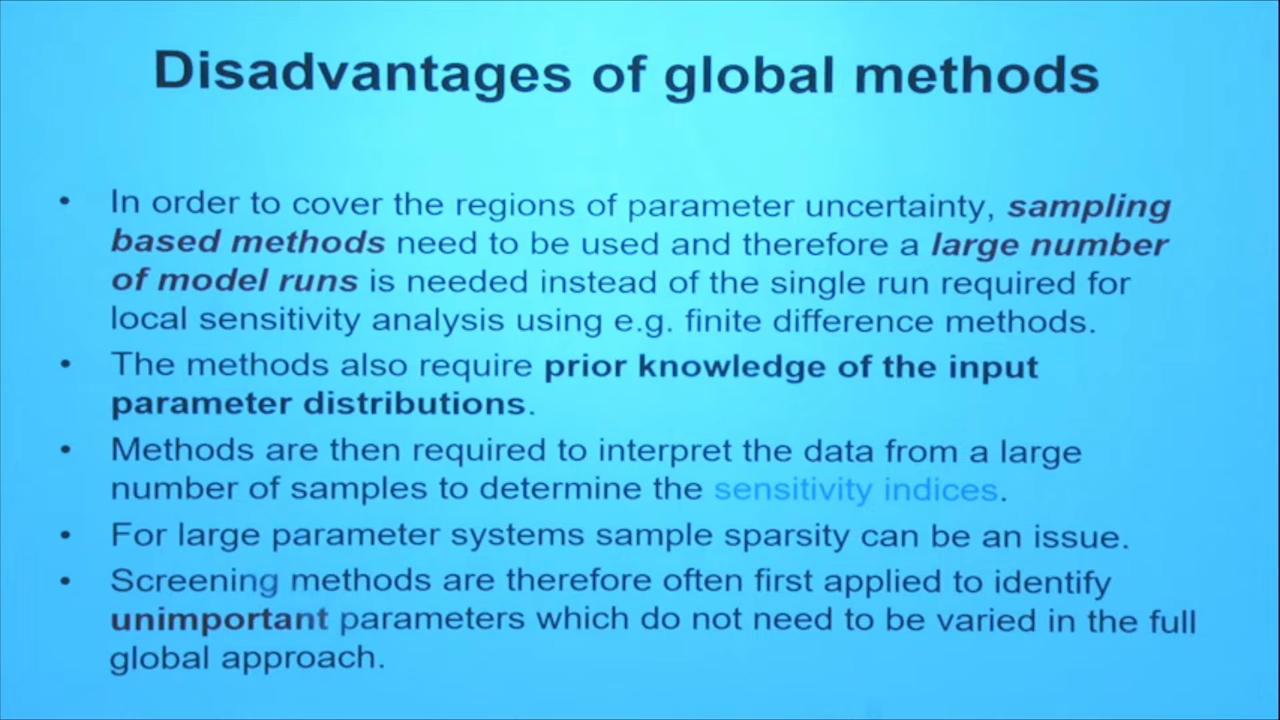 Disadvantages of global methods
• In order to cover the regions of parameter uncertainty, sampling
based methods need to be used and therefore a large number
of model runs is needed instead of the single run required for
local sensitivity analysis using e.g. finite difference methods.
• The methods also require prior knowledge of the input
parameter distributions.
• Methods are then required to interpret the data from a large
number of samples to determine the sensitivity indices.
• For large parameter systems sample sparsity can be an issue.
• Screening methods are therefore often first applied to identify
unimportant parameters which do not need to be varied in the full
global approach.